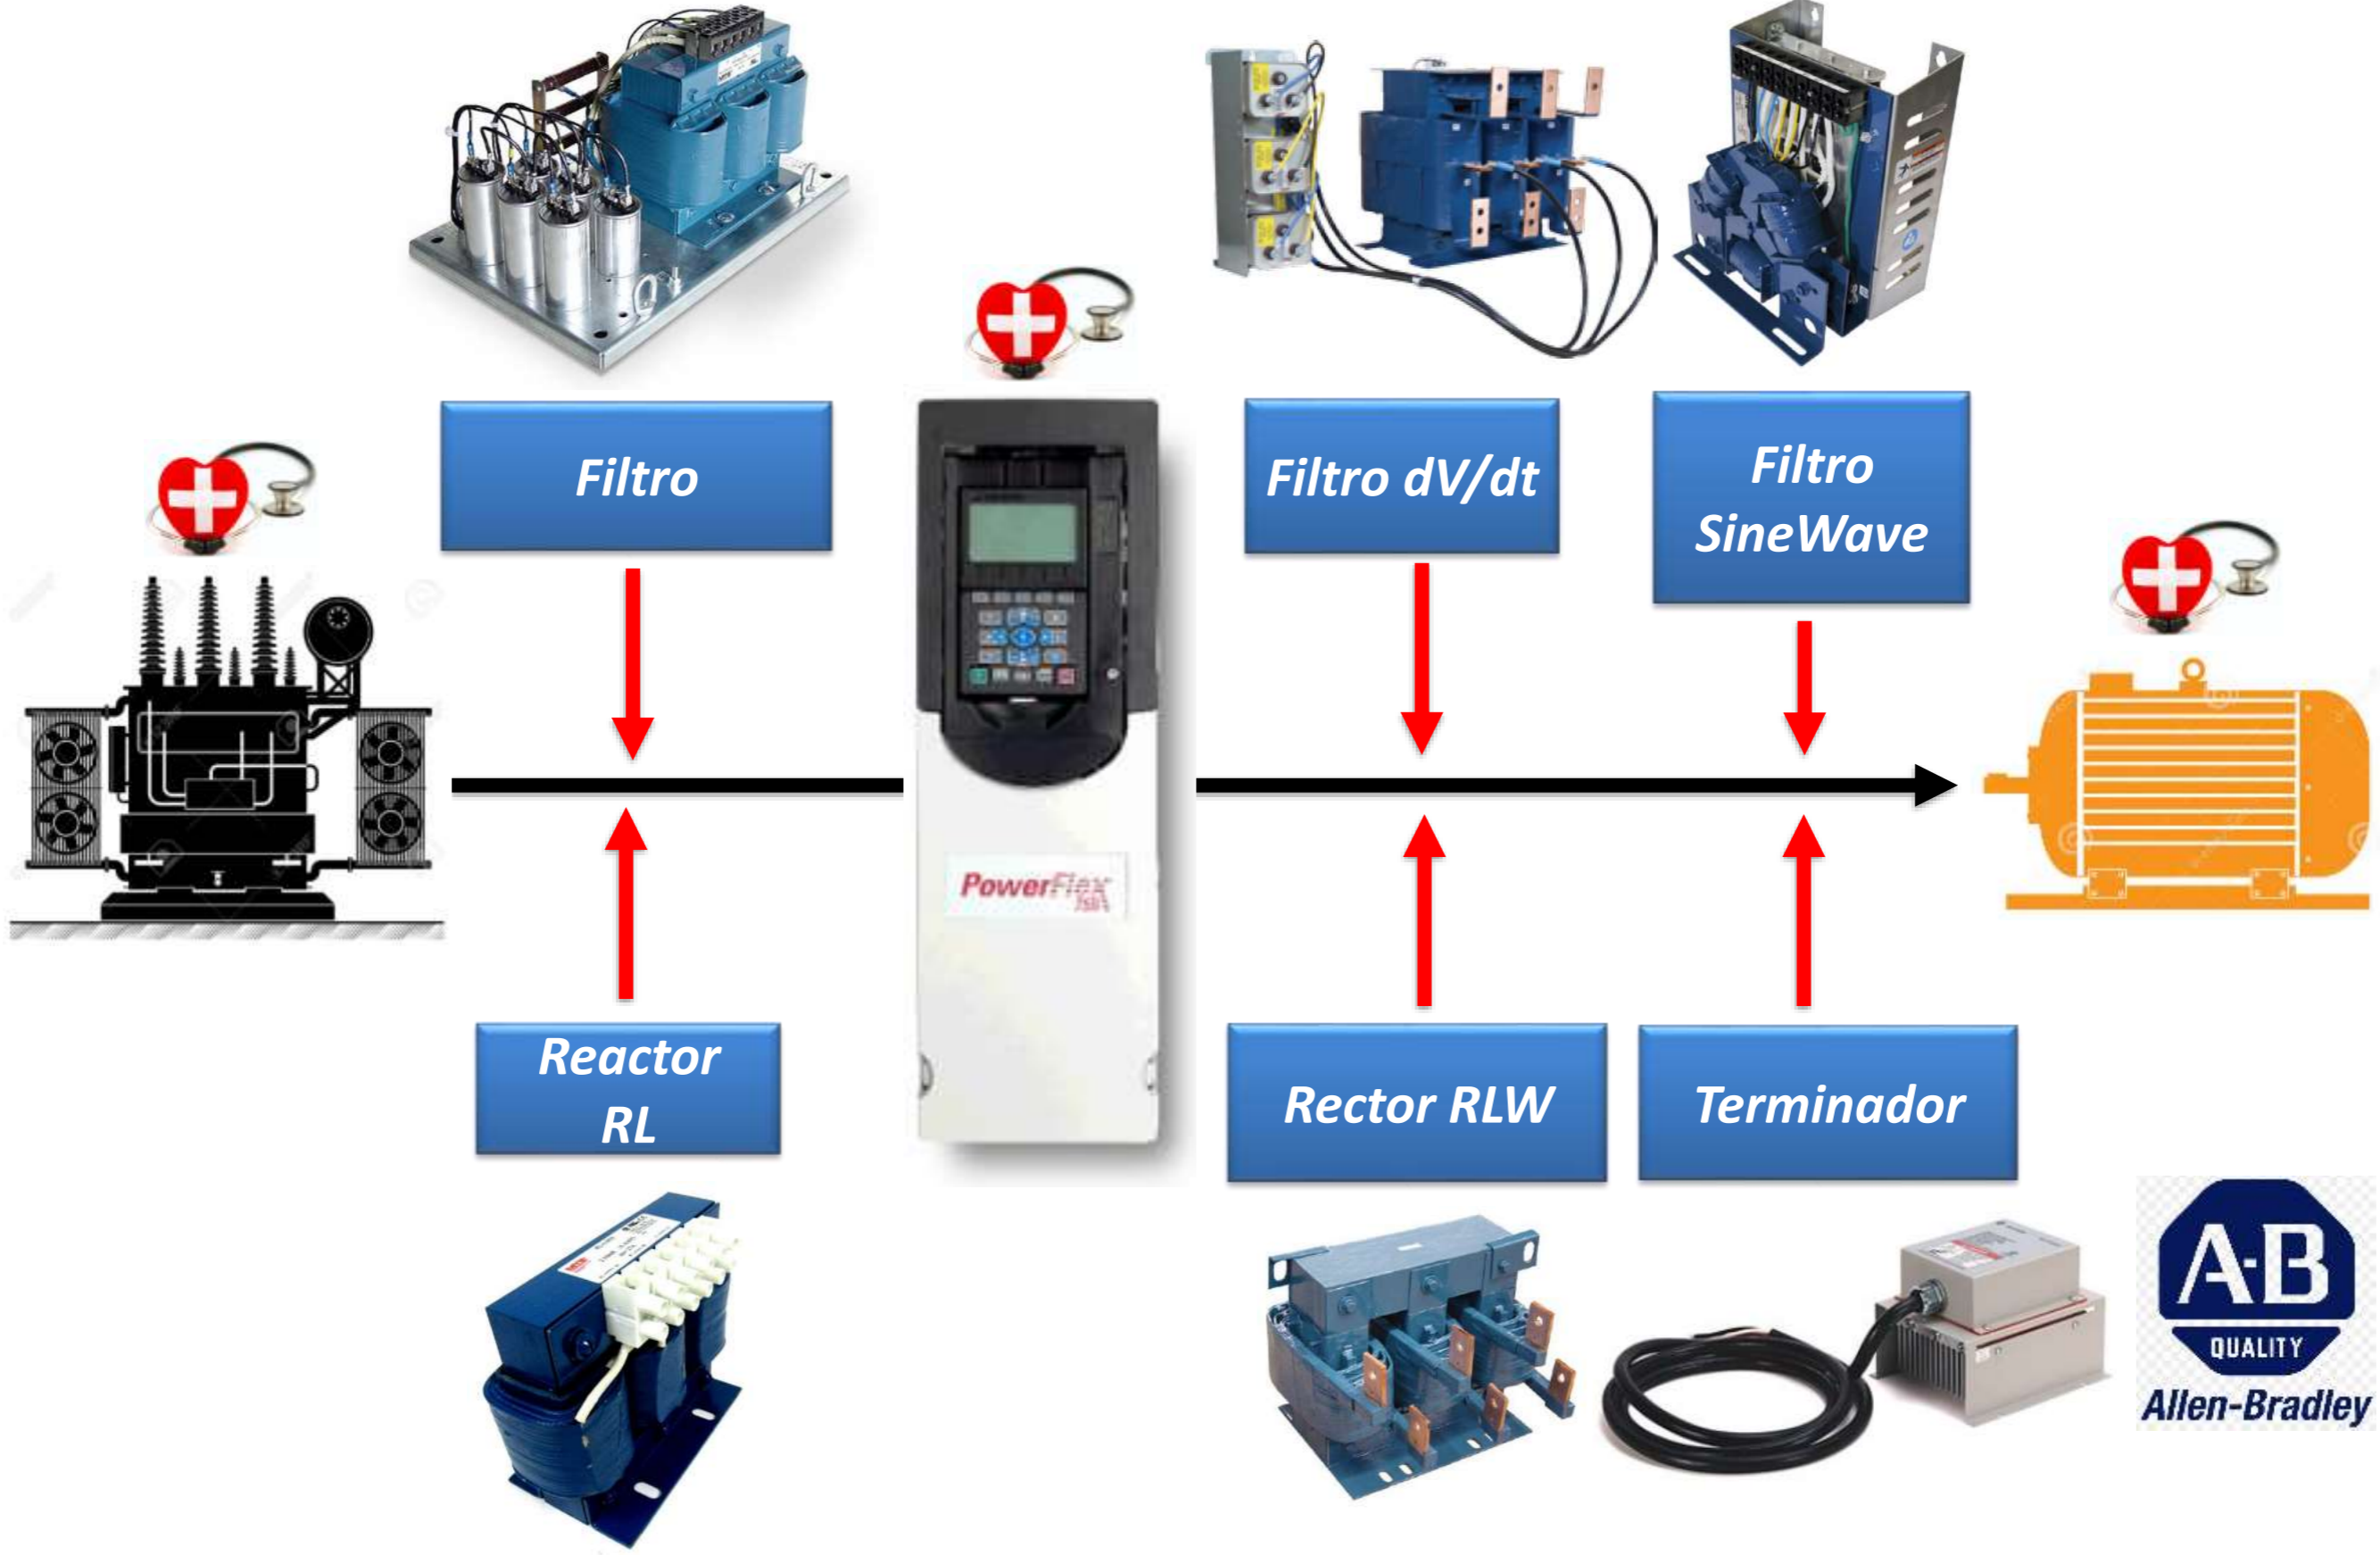 Filtro
Filtro dV/dt
Filtro
SineWave
PowerFlex
Reactor
RL
Rector RLW
Terminador
A-B
QUALITY
Allen-Bradley